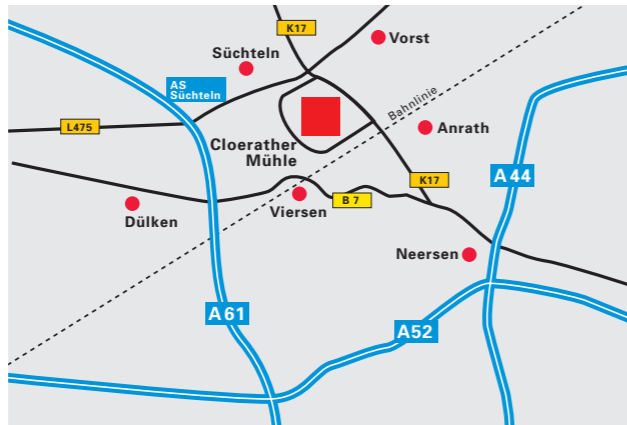 K17
Vorst
Süchteln
AS
Süchteln
Bahnlinie
L475
Anrath
Cloerather
Mühle
A 44
K17
Viersen
B 7
Dülken
Neersen
A 61
A52